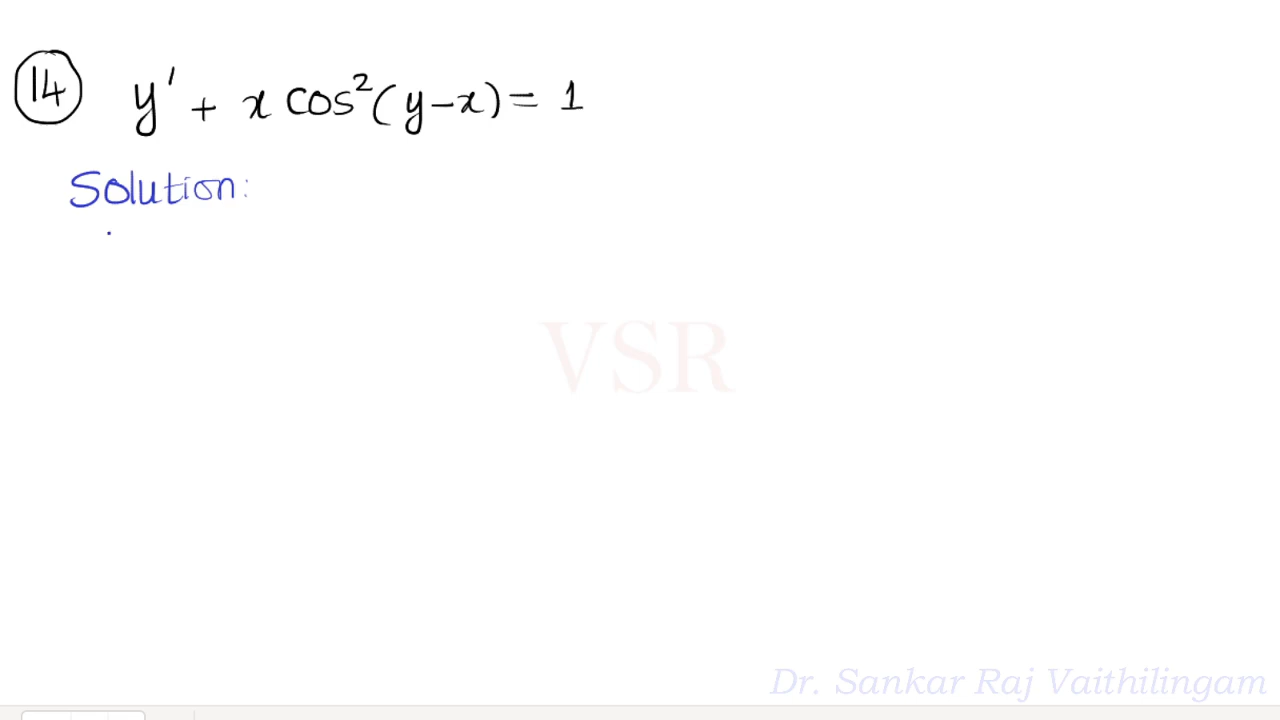 14 y' + x cos²(y-x) = 1
Solution:
VSR
Dr. Sankar Raj Vaithilingam